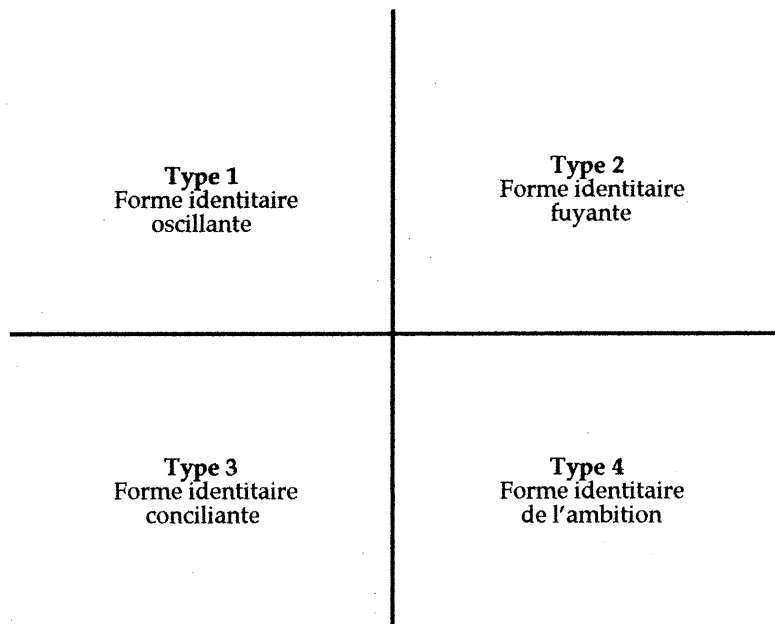 Type 1
Forme identitaire
oscillante
Type 2
Forme identitaire
fuyante
Type 3
Forme identitaire
conciliante
Type 4
Forme identitaire
de l'ambition